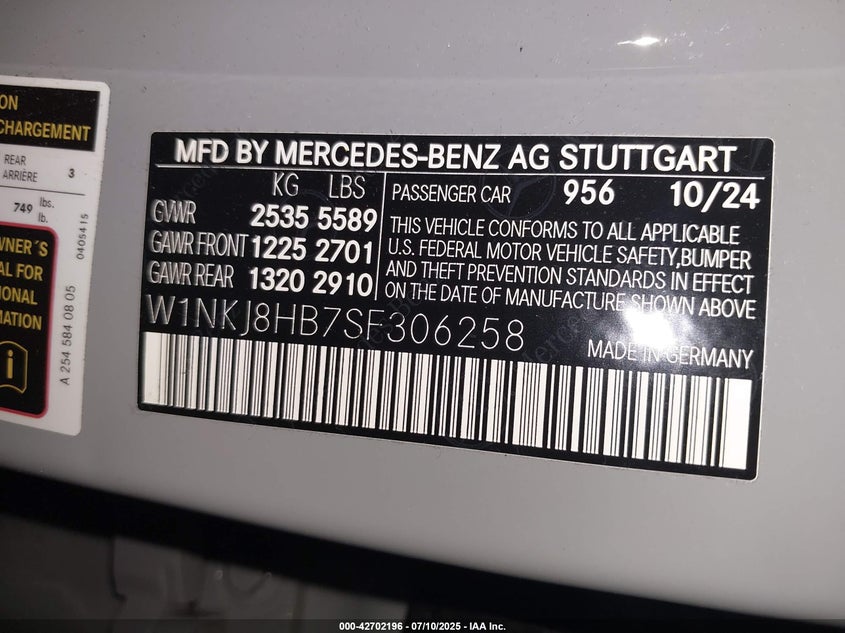 ON
CHARGEMENT
REAR
ARRIÈRE 3
749 lbs.
lb.
WNER´S
AL FOR
IONAL
MATION
i
A 254 584 08 05
0405415
MFD BY MERCEDES-BENZ AG STUTTGART
KG LBS
GVWR 2535 5589
GAWR FRONT 1225 2701
GAWR REAR 1320 2910
PASSENGER CAR 956 10/24
THIS VEHICLE CONFORMS TO ALL APPLICABLE
U.S. FEDERAL MOTOR VEHICLE SAFETY,BUMPER
AND THEFT PREVENTION STANDARDS IN EFFECT
ON THE DATE OF MANUFACTURE SHOWN ABOVE
W1NKJ8HB7SF306258
MADE IN GERMANY
000-42702196 - 07/10/2025 - IAA Inc.